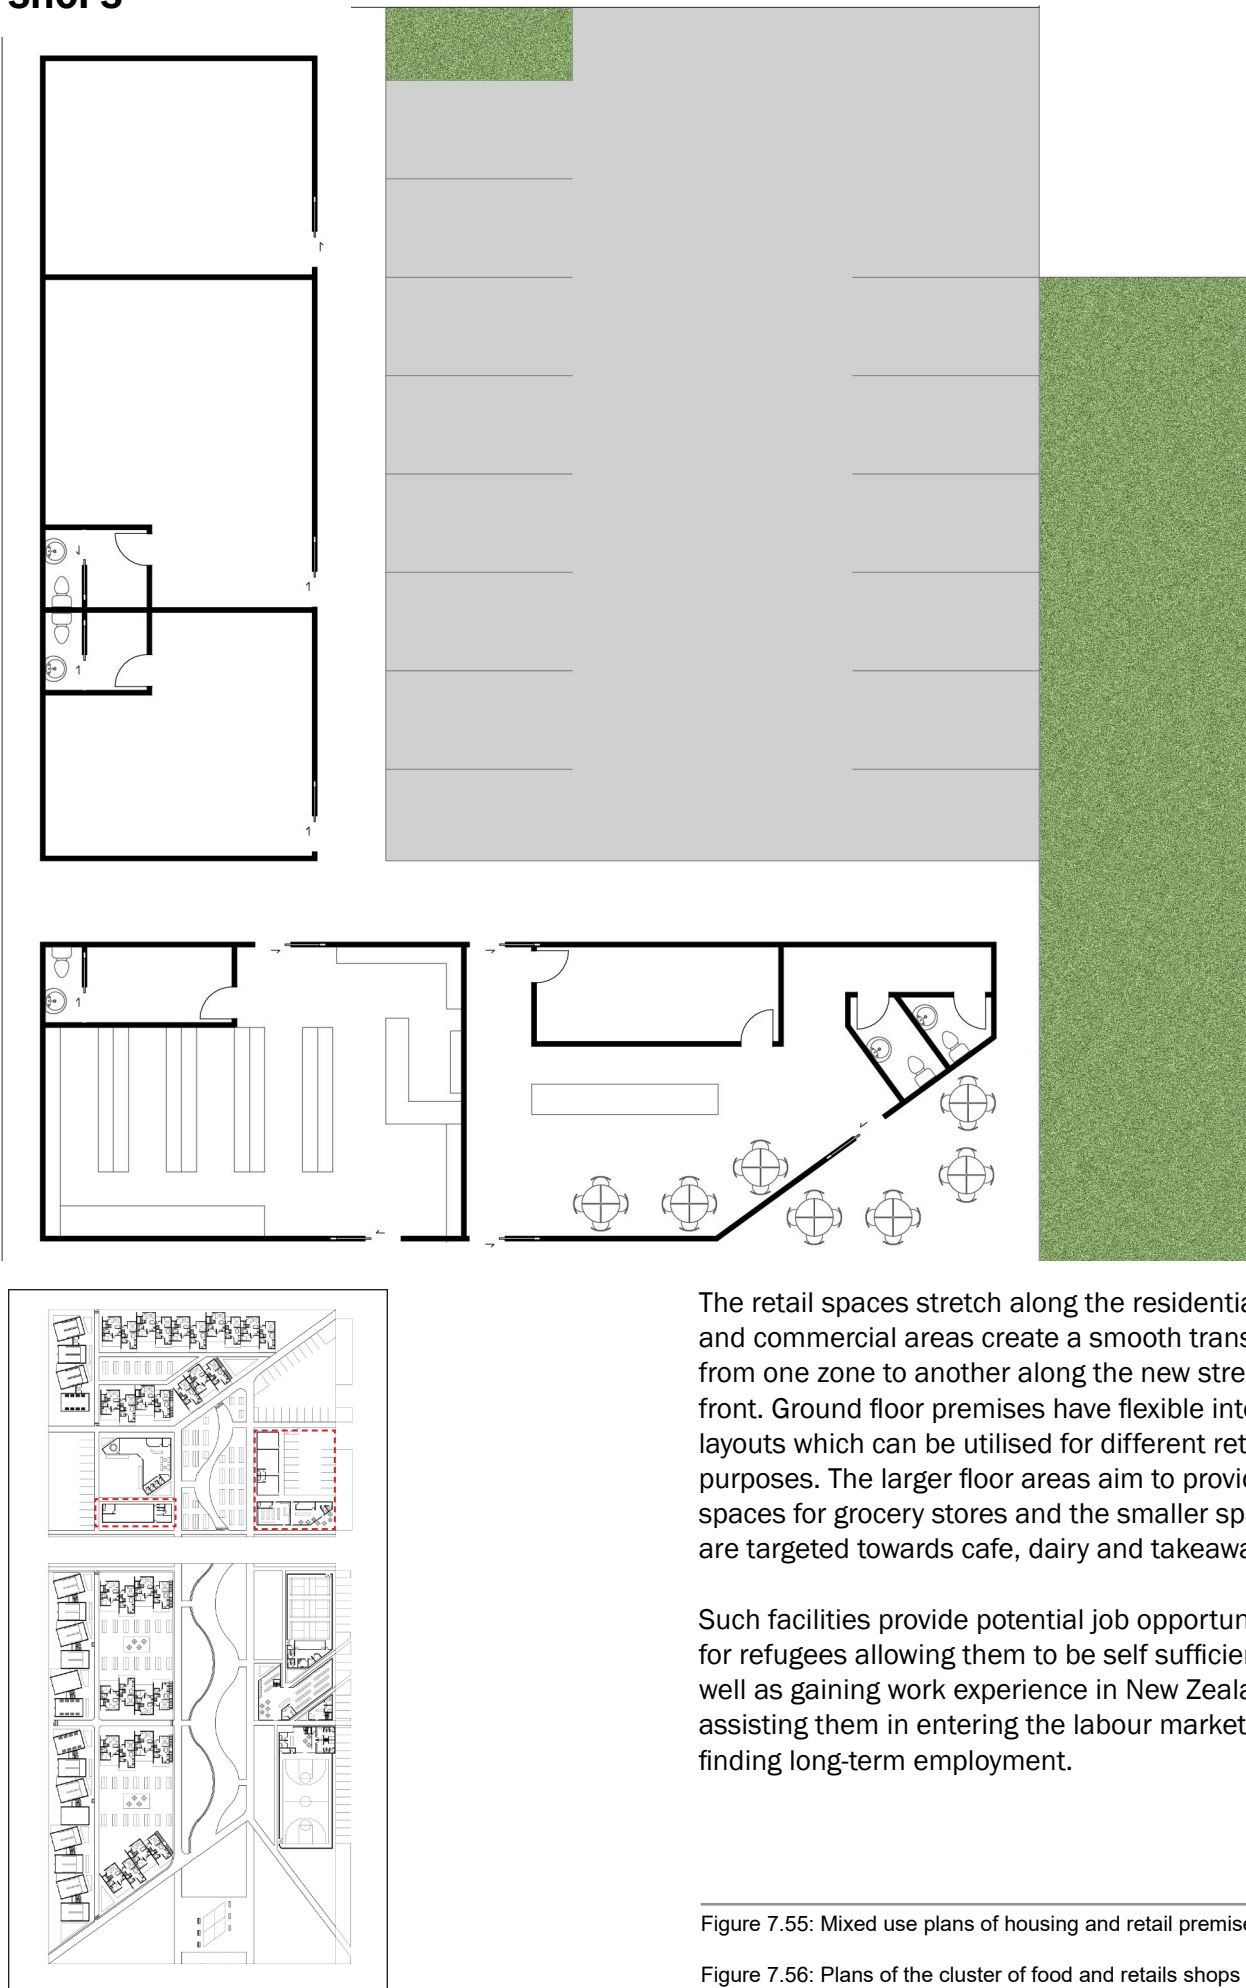 SHOPS
The retail spaces stretch along the residentia
and commercial areas create a smooth trans
from one zone to another along the new stre
front. Ground floor premises have flexible inte
layouts which can be utilised for different ret
purposes. The larger floor areas aim to provid
spaces for grocery stores and the smaller spa
are targeted towards cafe, dairy and takeawa
Such facilities provide potential job opportun
for refugees allowing them to be self sufficien
well as gaining work experience in New Zeala
assisting them in entering the labour market
finding long-term employment.
Figure 7.55: Mixed use plans of housing and retail premise
Figure 7.56: Plans of the cluster of food and retails shops